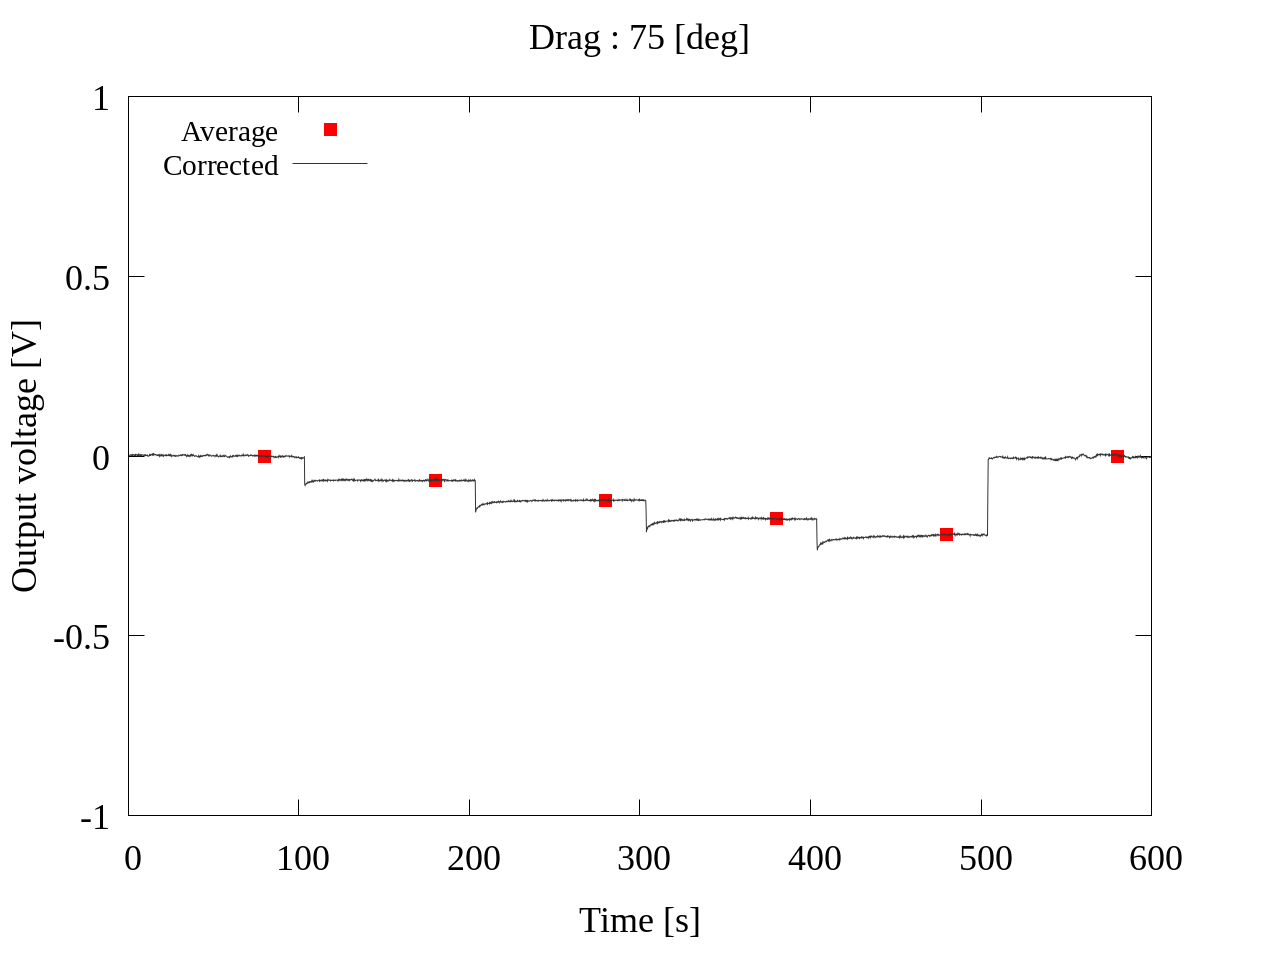 Drag : 75 [deg]
1
Average
Corrected
0.5
Output voltage [V]
0
-0.5
-1
0 100 200 300 400 500 600
Time [s]